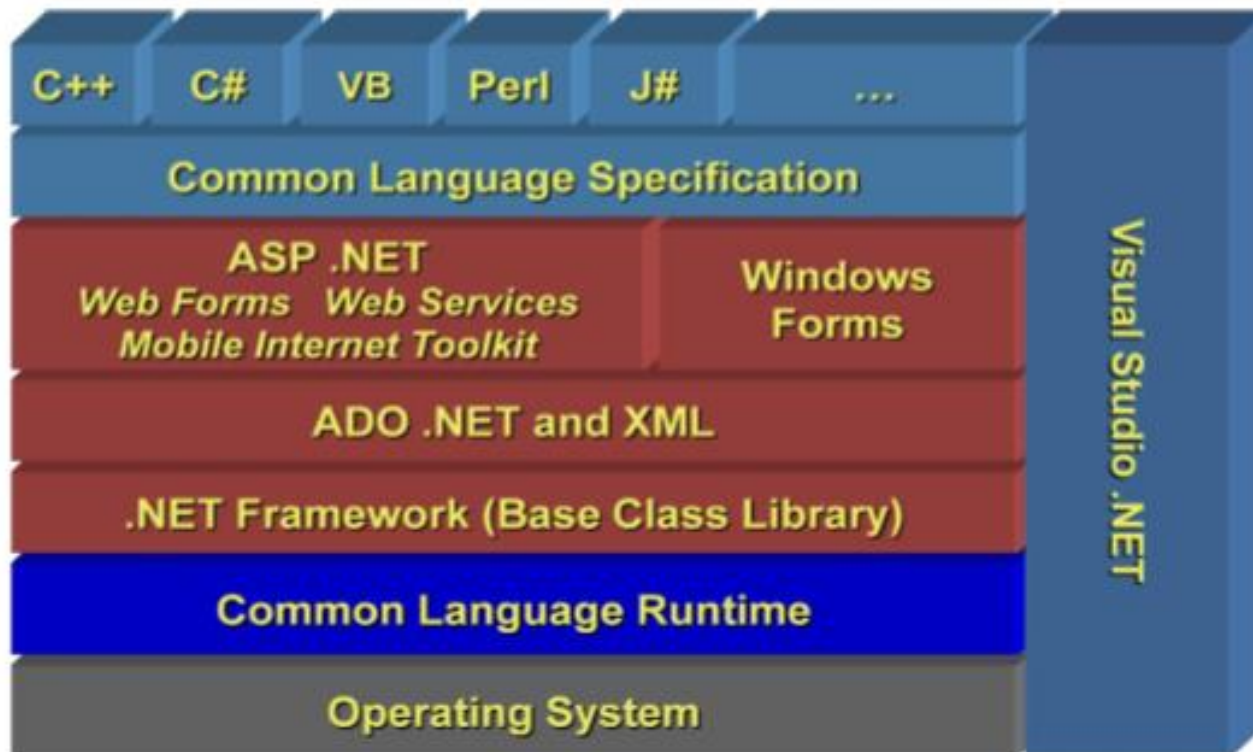 C++ C# VB Perl J# ...
Common Language Specification
ASP .NET
Web Forms Web Services
Mobile Internet Toolkit
Windows
Forms
ADO .NET and XML
.NET Framework (Base Class Library)
Common Language Runtime
Operating System
Visual Studio .NET